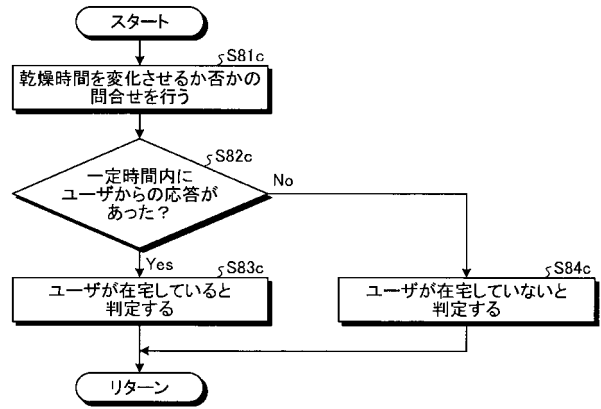 スタート
S81c
乾燥時間を変化させるか否かの
問合せを行う
S82c
一定時間内に
ユーザからの応答が
あった？
No
Yes
S83c
ユーザが在宅していると
判定する
S84c
ユーザが在宅していないと
判定する
リターン